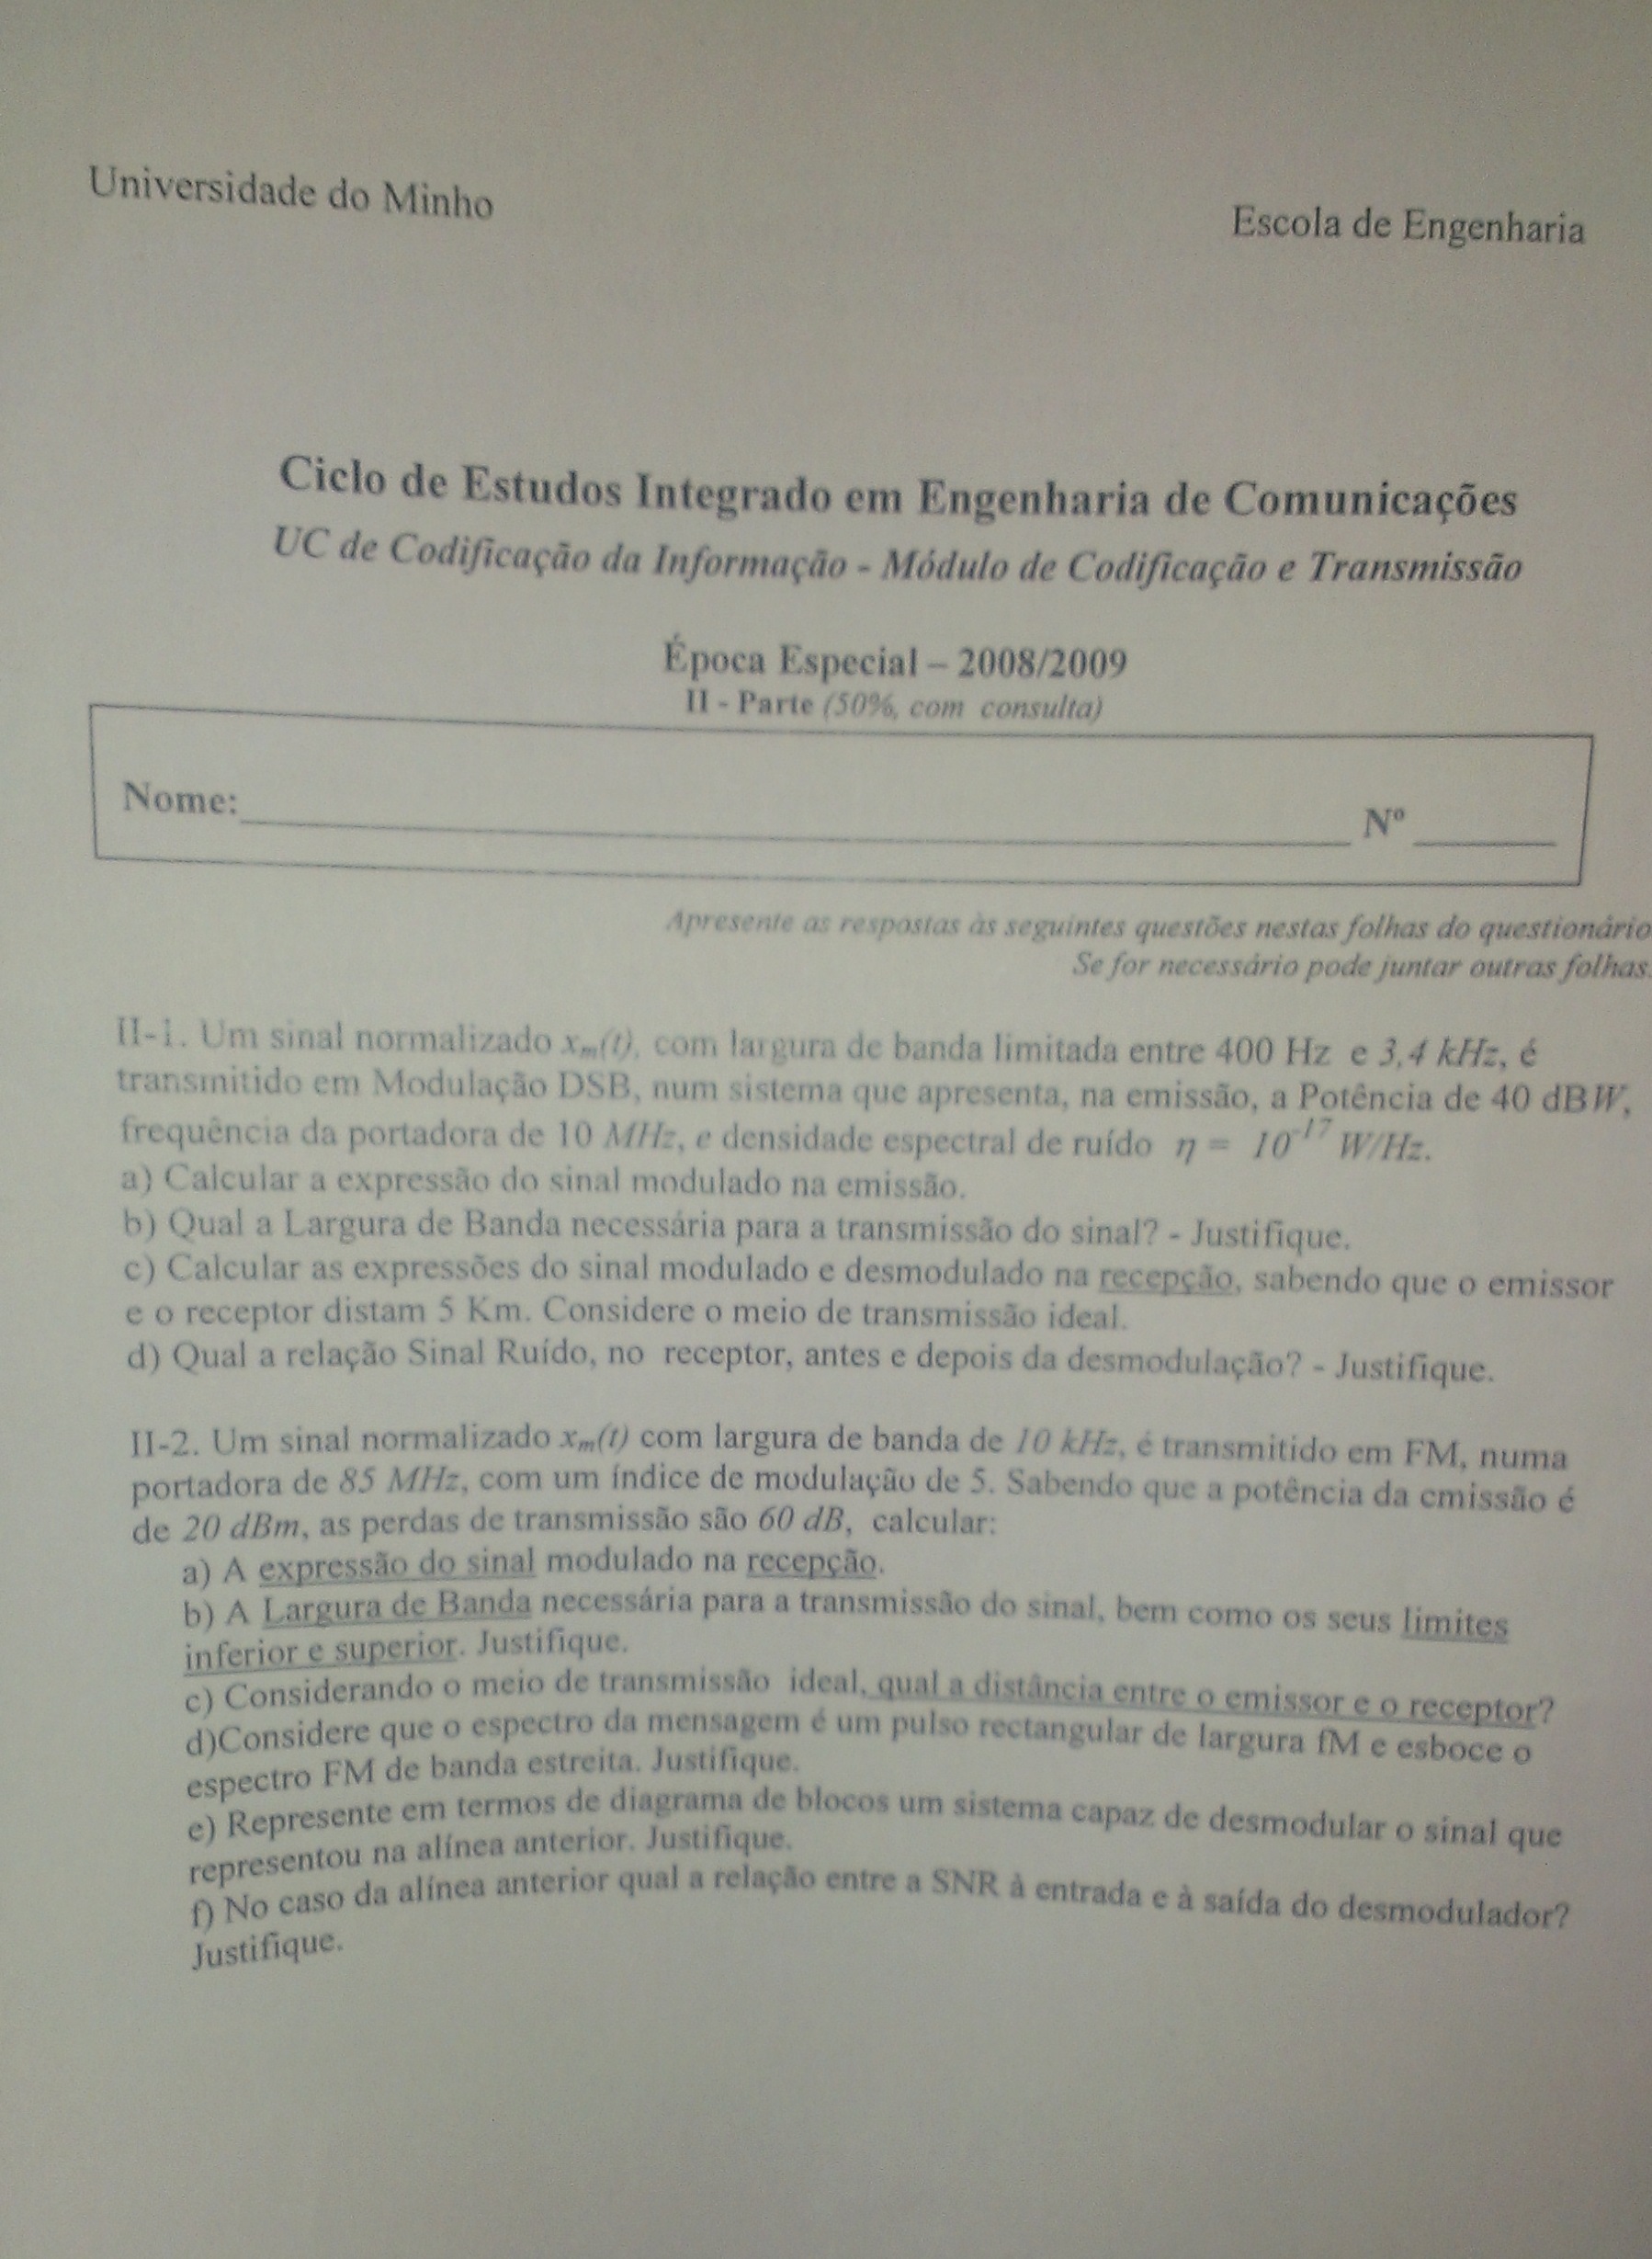 Universidade do Minho
Escola de Engenharia
Ciclo de Estudos Integrado em Engenharia de Comunicações
UC de Codificação da Informação - Módulo de Codificação e Transmissão
Época Especial – 2008/2009
II - Parte (50%, com consulta)
Nome:
Nº
Apresente as respostas às seguintes questões nestas folhas do questionário
Se for necessário pode juntar outras folhas.
II-1. Um sinal normalizado xₘ(t), com largura de banda limitada entre 400 Hz e 3,4 kHz, é
transmitido em Modulação DSB, num sistema que apresenta, na emissão, a Potência de 40 dBW,
frequência da portadora de 10 MHz, e densidade espectral de ruído η = 10⁻¹⁷ W/Hz.
a) Calcular a expressão do sinal modulado na emissão.
b) Qual a Largura de Banda necessária para a transmissão do sinal? - Justifique.
c) Calcular as expressões do sinal modulado e desmodulado na recepção, sabendo que o emissor
e o receptor distam 5 Km. Considere o meio de transmissão ideal.
d) Qual a relação Sinal Ruído, no receptor, antes e depois da desmodulação? - Justifique.
II-2. Um sinal normalizado xₘ(t) com largura de banda de 10 kHz, é transmitido em FM, numa
portadora de 85 MHz, com um índice de modulação de 5. Sabendo que a potência da emissão é
de 20 dBm, as perdas de transmissão são 60 dB, calcular:
a) A expressão do sinal modulado na recepção.
b) A Largura de Banda necessária para a transmissão do sinal, bem como os seus limites
inferior e superior. Justifique.
c) Considerando o meio de transmissão ideal, qual a distância entre o emissor e o receptor?
d)Considere que o espectro da mensagem é um pulso rectangular de largura fM e esboce o
espectro FM de banda estreita. Justifique.
e) Represente em termos de diagrama de blocos um sistema capaz de desmodular o sinal que
representou na alínea anterior. Justifique.
f) No caso da alínea anterior qual a relação entre a SNR à entrada e à saída do desmodulador?
Justifique.